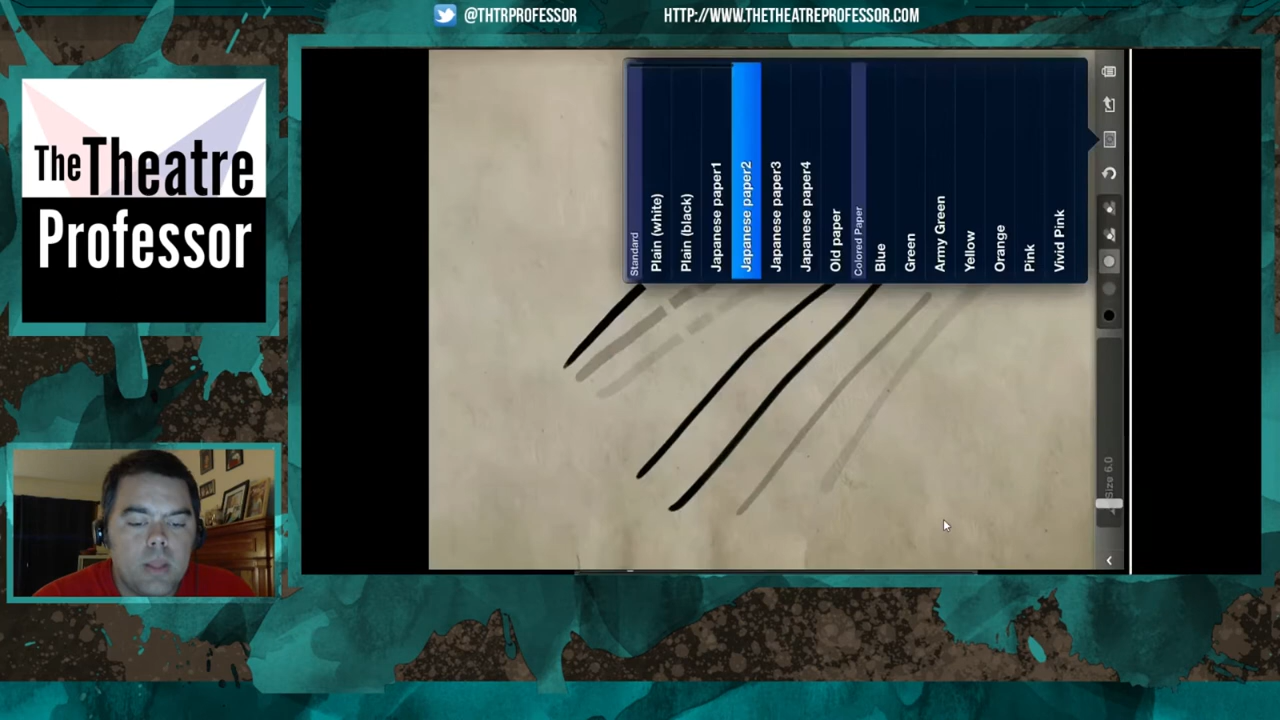 @THTRPROFESSOR
HTTP://WWW.THETHEATREPROFESSOR.COM
The Theatre
Professor
Standard
Plain (white)
Plain (black)
Japanese paper1
Japanese paper2
Japanese paper3
Japanese paper4
Old paper
Colored Paper
Blue
Green
Army Green
Yellow
Orange
Pink
Vivid Pink
Size 6.0